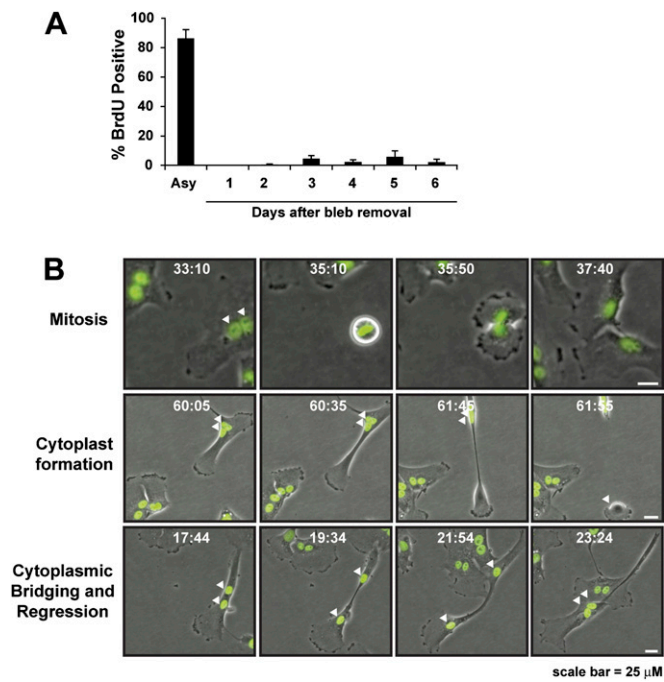 A
% BrdU Positive
100
80
60
40
20
0
Asy 1 2 3 4 5 6
Days after bleb removal
B
Mitosis
33:10 35:10 35:50 37:40
Cytoplast
formation
60:05 60:35 61:45 61:55
Cytoplasmic
Bridging and
Regression
17:44 19:34 21:54 23:24
scale bar = 25 μM